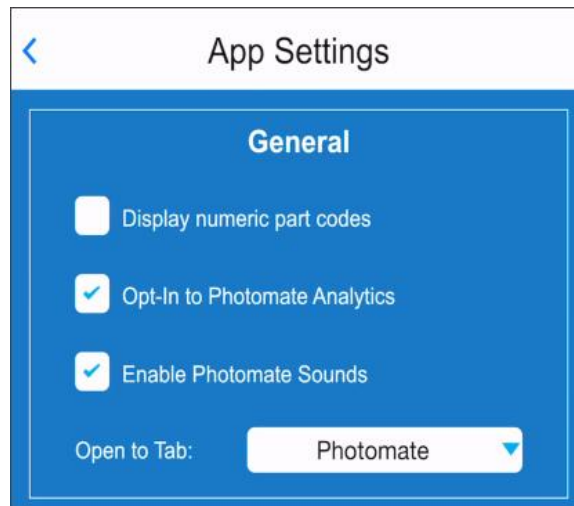 App Settings
General
Display numeric part codes
Opt-In to Photomate Analytics
Enable Photomate Sounds
Open to Tab: Photomate